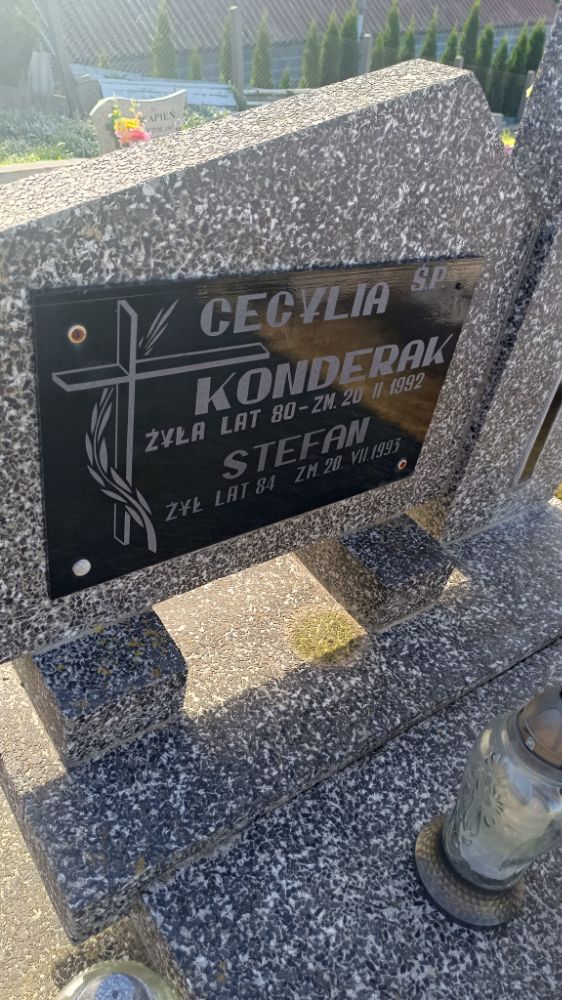 ŚP
CECYLIA
KONDERAK
ŻYŁA LAT 80 - ZM. 20 II 1992
STEFAN
ŻYŁ LAT 84 ZM. 20. VII. 1993